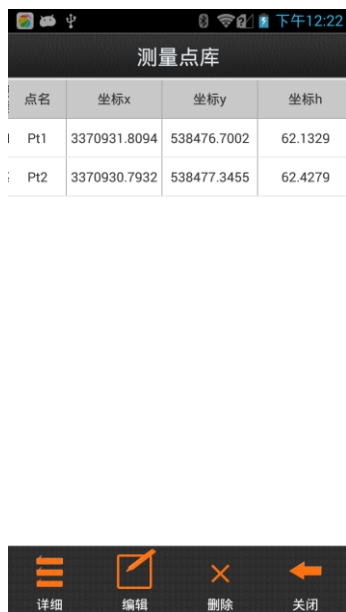 下午12:22
测量点库
点名 坐标x 坐标y 坐标h
Pt1 3370931.8094 538476.7002 62.1329
Pt2 3370930.7932 538477.3455 62.4279
详细 编辑 删除 关闭